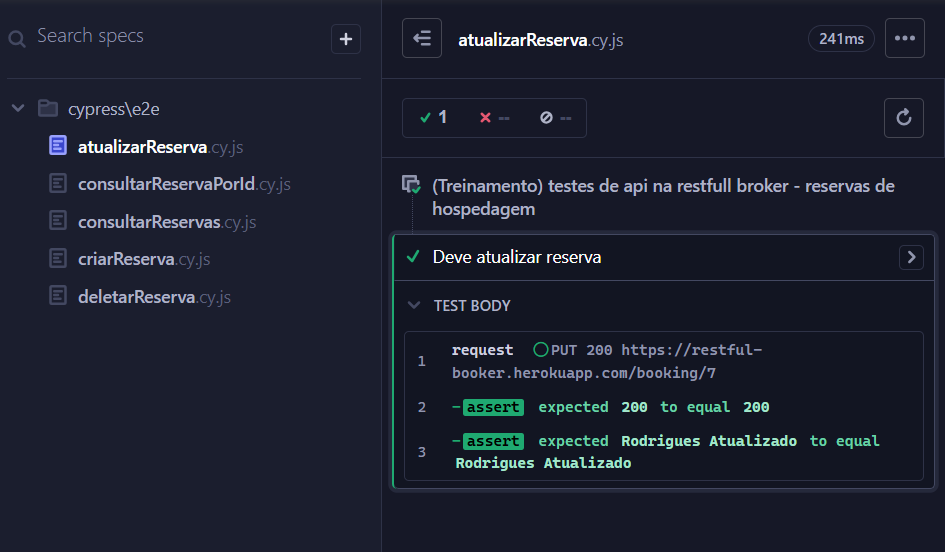 Search specs
+
cypress\e2e
atualizarReserva.cy.js
consultarReservaPorId.cy.js
consultarReservas.cy.js
criarReserva.cy.js
deletarReserva.cy.js
atualizarReserva.cy.js
241ms
1 -- --
(Treinamento) testes de api na restfull broker - reservas de
hospedagem
Deve atualizar reserva
TEST BODY
1 request PUT 200 https://restful-
booker.herokuapp.com/booking/7
2 -assert expected 200 to equal 200
3 -assert expected Rodrigues Atualizado to equal
Rodrigues Atualizado